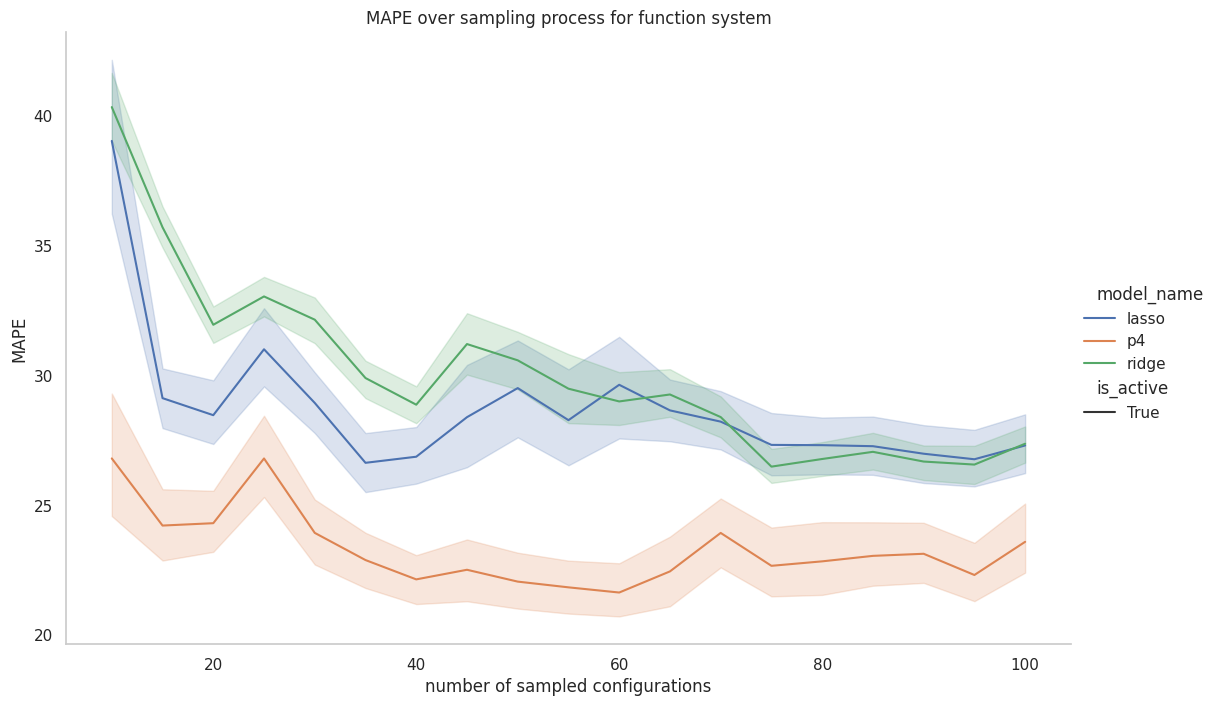 MAPE over sampling process for function system
MAPE
40
35
30
25
20
20 40 60 80 100
number of sampled configurations
model_name
lasso
p4
ridge
is_active
True